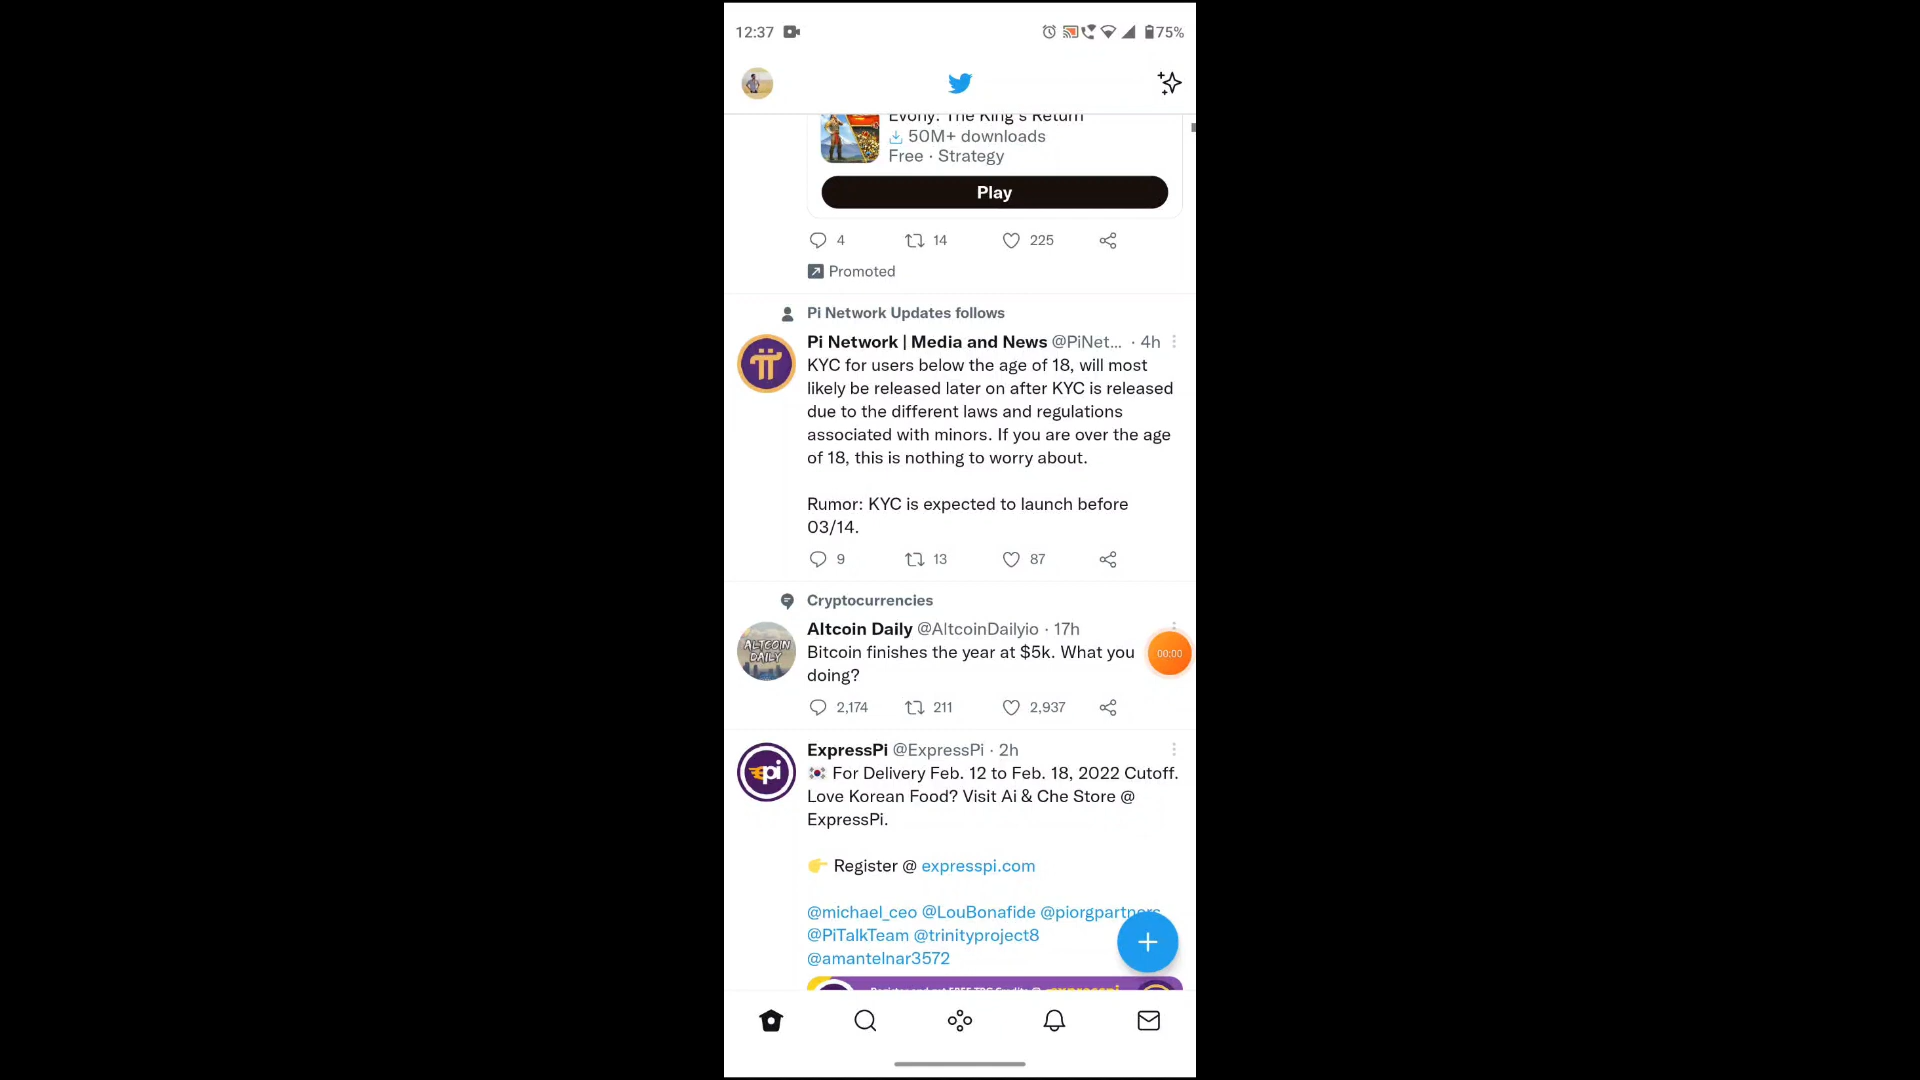 12:37
75%
Evony: The King's Return
50M+ downloads
Free · Strategy
Play
4 14 225
Promoted
Pi Network Updates follows
Pi Network | Media and News @PiNet... · 4h
KYC for users below the age of 18, will most
likely be released later on after KYC is released
due to the different laws and regulations
associated with minors. If you are over the age
of 18, this is nothing to worry about.
Rumor: KYC is expected to launch before
03/14.
9 13 87
Cryptocurrencies
Altcoin Daily @AltcoinDailyio · 17h
ALTCOIN
DAILY
Bitcoin finishes the year at $5k. What you
doing?
00:00
2,174 211 2,937
ExpressPi @ExpressPi · 2h
pi
For Delivery Feb. 12 to Feb. 18, 2022 Cutoff.
Love Korean Food? Visit Ai & Che Store @
ExpressPi.
Register @ expresspi.com
@michael_ceo @LouBonafide @piorgpartners
@PiTalkTeam @trinityproject8
@amantelnar3572